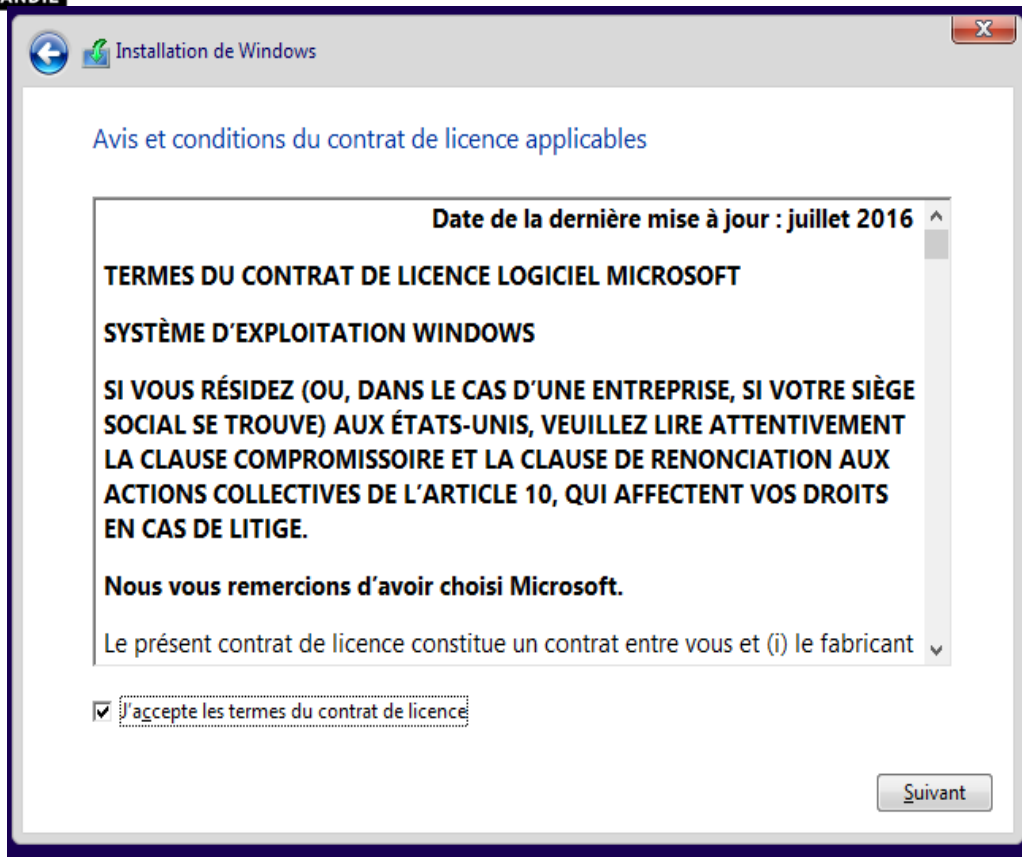 Installation de Windows
Avis et conditions du contrat de licence applicables
Date de la dernière mise à jour : juillet 2016
TERMES DU CONTRAT DE LICENCE LOGICIEL MICROSOFT
SYSTÈME D’EXPLOITATION WINDOWS
SI VOUS RÉSIDEZ (OU, DANS LE CAS D’UNE ENTREPRISE, SI VOTRE SIÈGE
SOCIAL SE TROUVE) AUX ÉTATS-UNIS, VEUILLEZ LIRE ATTENTIVEMENT
LA CLAUSE COMPROMISSOIRE ET LA CLAUSE DE RENONCIATION AUX
ACTIONS COLLECTIVES DE L’ARTICLE 10, QUI AFFECTENT VOS DROITS
EN CAS DE LITIGE.
Nous vous remercions d’avoir choisi Microsoft.
Le présent contrat de licence constitue un contrat entre vous et (i) le fabricant
J'accepte les termes du contrat de licence
Suivant